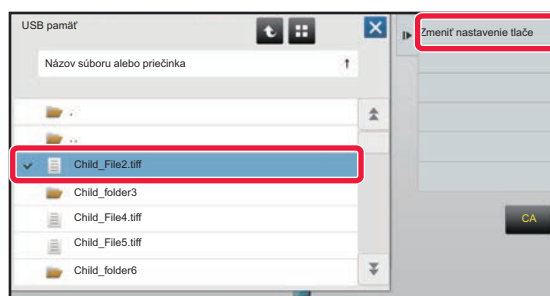 USB pamäť
Názov súboru alebo priečinka
.
..
Child_File2.tiff
Child_folder3
Child_File4.tiff
Child_File5.tiff
Child_folder6
Zmeniť nastavenie tlače
CA